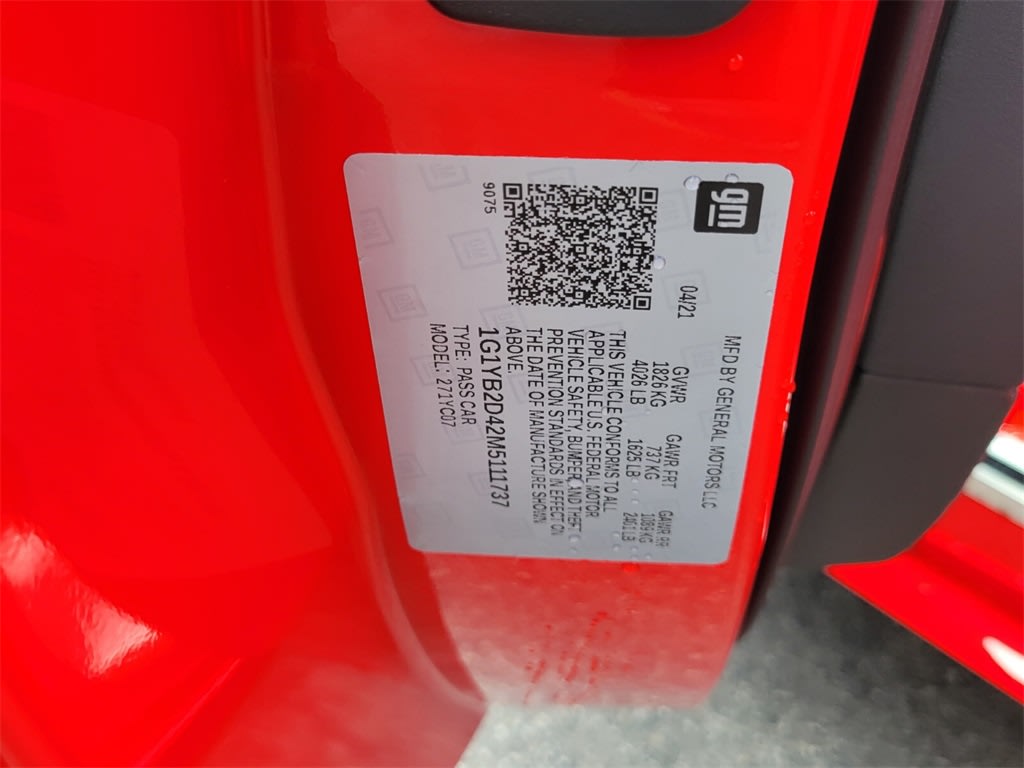 gm
MFD BY GENERAL MOTORS LLC
04/21
GVWR GAWR FRT GAWR RR
1826 KG 737 KG 1089 KG
4026 LB 1625 LB 2401 LB
THIS VEHICLE CONFORMS TO ALL
APPLICABLE U.S. FEDERAL MOTOR
VEHICLE SAFETY, BUMPER, AND THEFT
PREVENTION STANDARDS IN EFFECT ON
THE DATE OF MANUFACTURE SHOWN
ABOVE.
1G1YB2D42M5111737
TYPE: PASS CAR
MODEL: 271YC07
9075